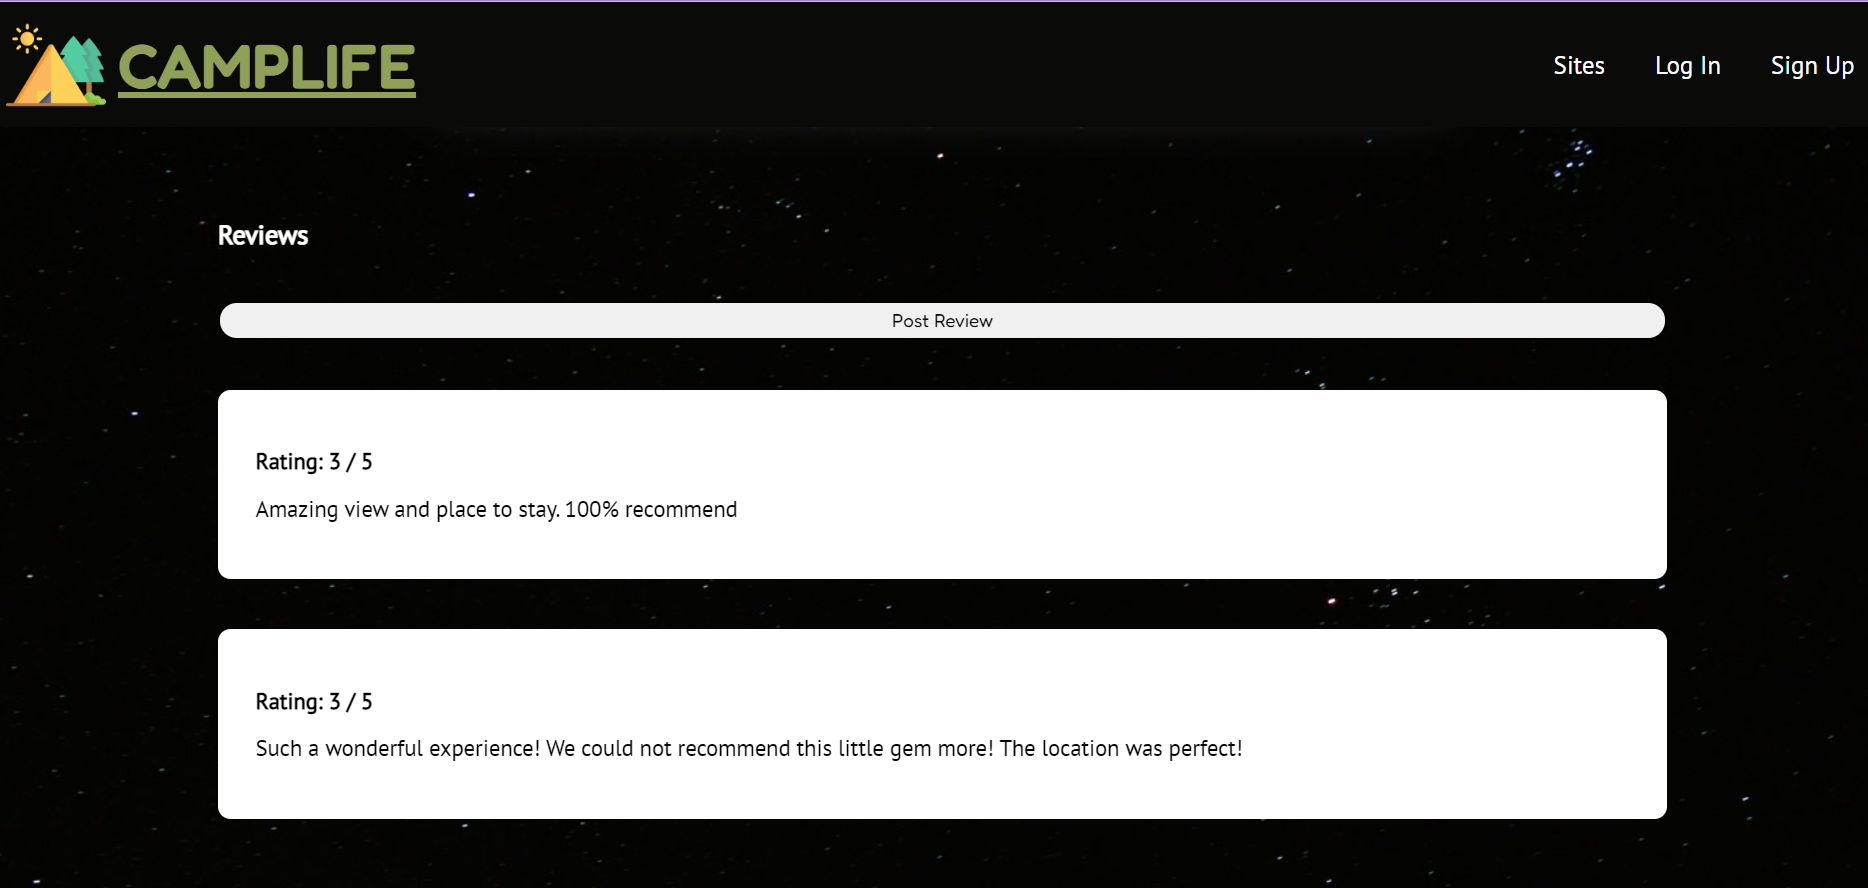 CAMPLIFE
Sites Log In Sign Up
Reviews
Post Review
Rating: 3 / 5
Amazing view and place to stay. 100% recommend
Rating: 3 / 5
Such a wonderful experience! We could not recommend this little gem more! The location was perfect!